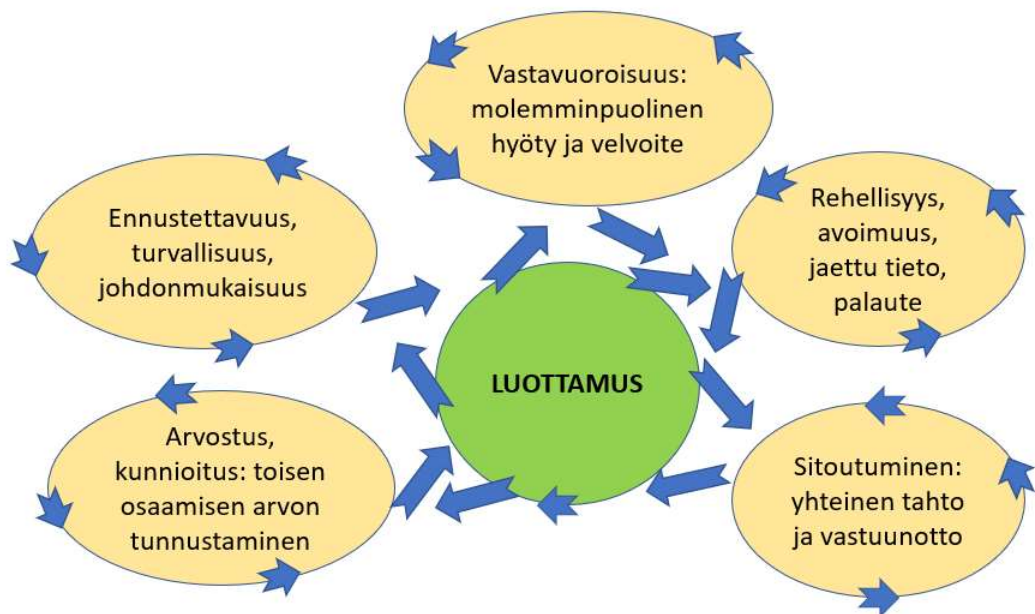 Vastavuoroisuus:
molemminpuolinen
hyöty ja velvoite
Ennustettavuus,
turvallisuus,
johdonmukaisuus
Rehellisyys,
avoimuus,
jaettu tieto,
palaute
LUOTTAMUS
Arvostus,
kunnioitus: toisen
osaamisen arvon
tunnustaminen
Sitoutuminen:
yhteinen tahto
ja vastuunotto